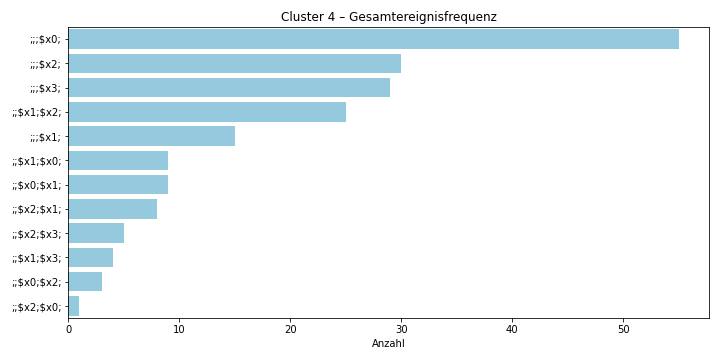 Cluster 4 – Gesamtereignisfrequenz
;;;$x0;
;;;$x2;
;;;$x3;
;;$x1;$x2;
;;;$x1;
;;$x1;$x0;
;;$x0;$x1;
;;$x2;$x1;
;;$x2;$x3;
;;$x1;$x3;
;;$x0;$x2;
;;$x2;$x0;
0 10 20 30 40 50
Anzahl